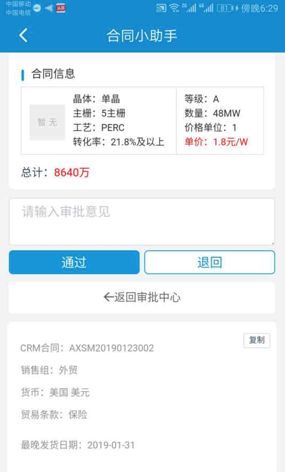 中国移动
中国电信
傍晚6:29
合同小助手
合同信息
暂 无
晶体：单晶
主栅：5主栅
工艺：PERC
转化率：21.8%及以上
等级：A
数量：48MW
价格单位：1
单价：1.8元/W
总计：8640万
请输入审批意见
通过
退回
返回审批中心
复制
CRM合同：AXSM20190123002
销售组：外贸
货币：美国 美元
贸易条款：保险
最晚发货日期：2019-01-31